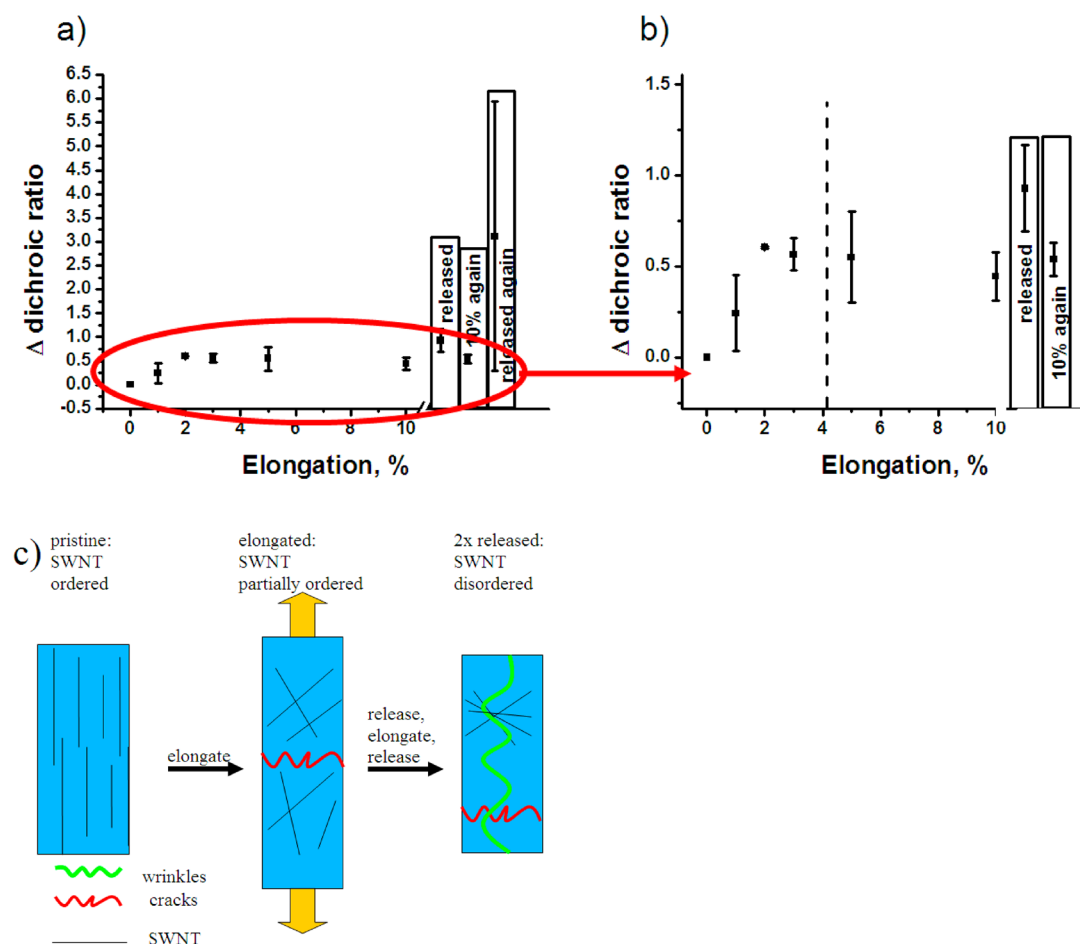 a)
Δ dichroic ratio
6.5
6.0
5.5
5.0
4.5
4.0
3.5
3.0
2.5
2.0
1.5
1.0
0.5
0.0
-0.5
0
2
4
6
8
10
released
10% again
released again
Elongation, %
b)
Δ dichroic ratio
1.5
1.0
0.5
0.0
0
2
4
6
8
10
released
10% again
Elongation, %
c)
pristine:
SWNT
ordered
elongated:
SWNT
partially ordered
2x released:
SWNT
disordered
elongate
release,
elongate,
release
wrinkles
cracks
SWNT